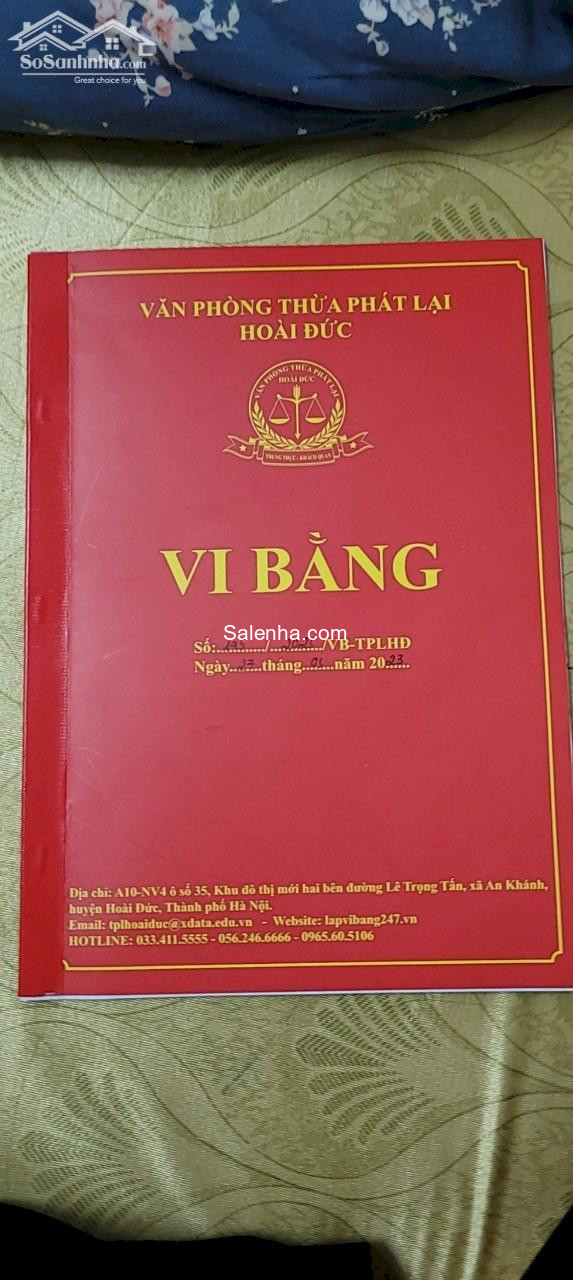 SoSanhnha.com
Great choice for you
VĂN PHÒNG THỪA PHÁT LẠI
HOÀI ĐỨC
VĂN PHÒNG THỪA PHÁT LẠI
HOÀI ĐỨC
TRUNG THỰC - KHÁCH QUAN
VI BẰNG
Salenha.com
Số:............./............../VB-TPLHĐ
Ngày........tháng........năm 2023
Địa chỉ: A10-NV4 ô số 35, Khu đô thị mới hai bên đường Lê Trọng Tấn, xã An Khánh,
huyện Hoài Đức, Thành phố Hà Nội.
Email: tplhoaiduc@xdata.edu.vn - Website: lapvibang247.vn
HOTLINE: 033.411.5555 - 056.246.6666 - 0965.60.5106